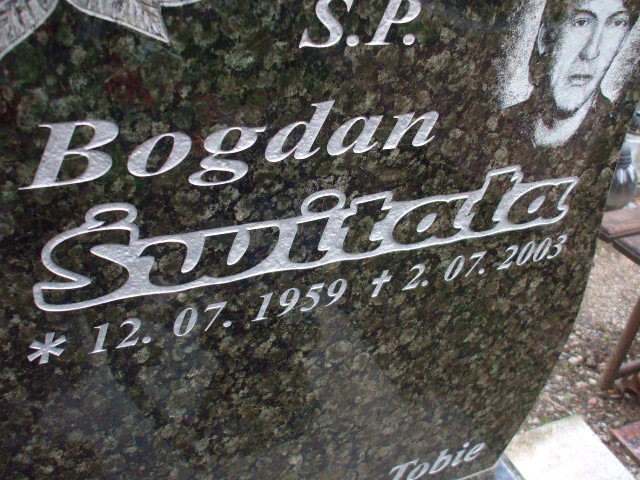 Ś.P.
Bogdan
Świtała
* 12. 07. 1959 ✝ 2. 07. 2003
Tobie